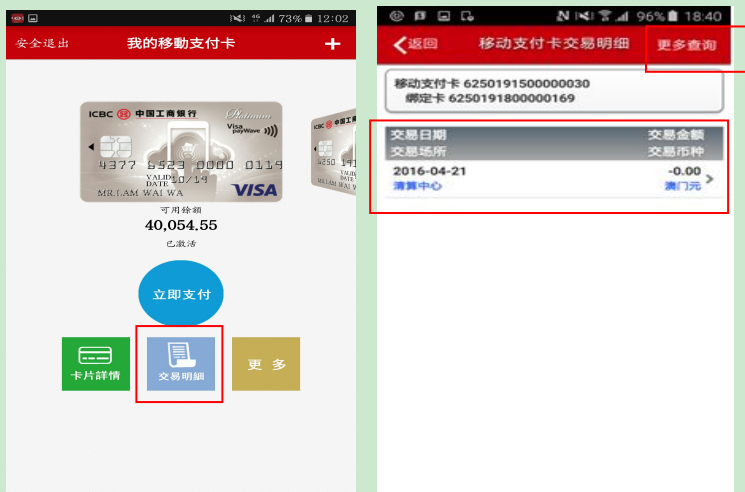 73% 12:02
安全退出 我的移動支付卡 +
ICBC 中国工商银行 Platinum
Visa
payWave
4377 6523 0000 0119
VALID
DATE 10/19
MR.LAM WAI WA
VISA
可用餘額
40,054.55
已激活
立即支付
卡片詳情
交易明細
更 多
96% 18:40
返回 移动支付卡交易明细 更多查询
移动支付卡 6250191500000030
绑定卡 6250191800000169
交易日期 交易金额
交易场所 交易币种
2016-04-21 -0.00
清算中心 澳门元